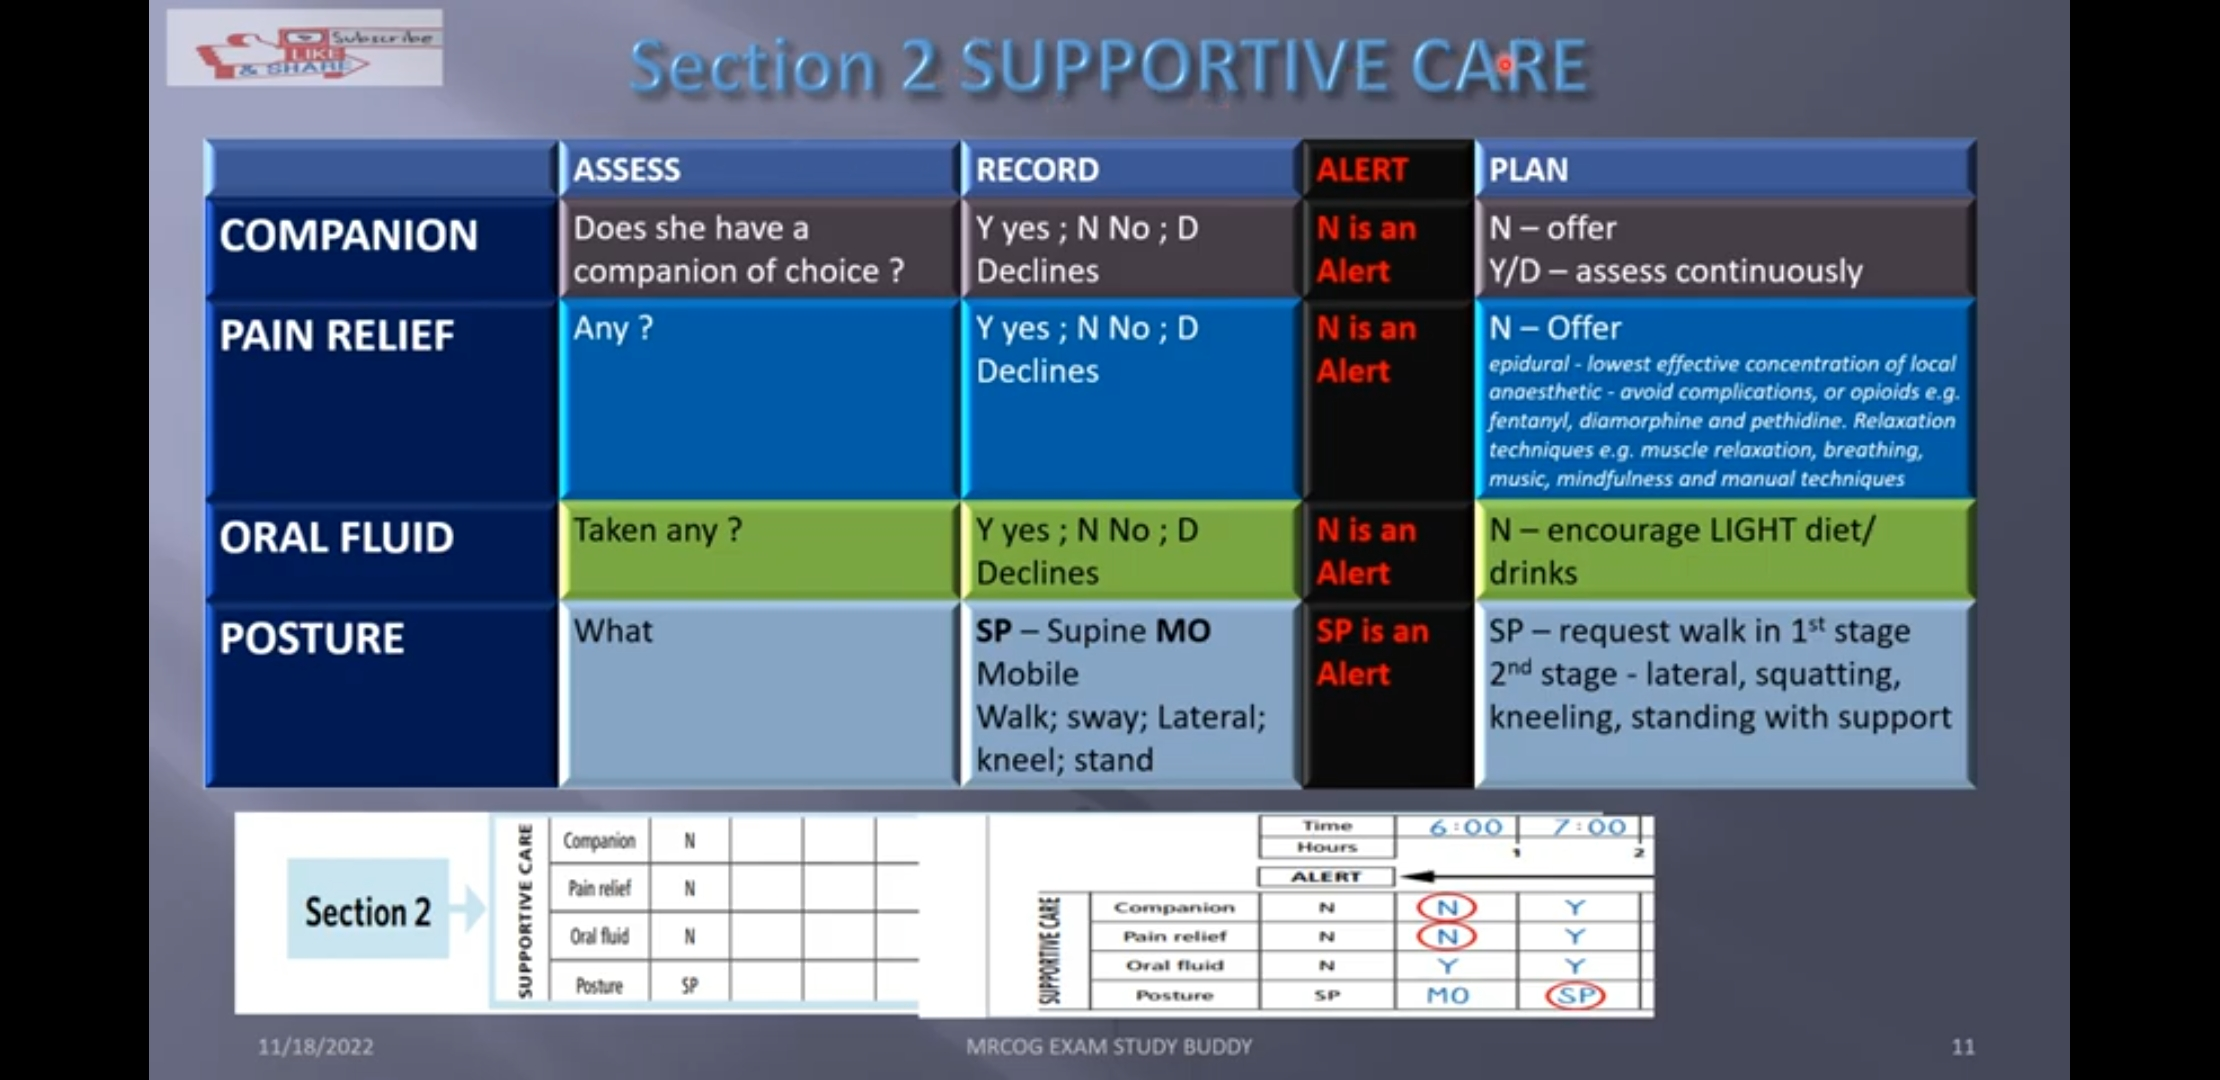 Subscribe
LIKE
& SHARE
Section 2 SUPPORTIVE CARE
ASSESS
RECORD
ALERT
PLAN
COMPANION
Does she have a
companion of choice ?
Y yes ; N No ; D
Declines
N is an
Alert
N – offer
Y/D – assess continuously
PAIN RELIEF
Any ?
Y yes ; N No ; D
Declines
N is an
Alert
N – Offer
epidural - lowest effective concentration of local
anaesthetic - avoid complications, or opioids e.g.
fentanyl, diamorphine and pethidine. Relaxation
techniques e.g. muscle relaxation, breathing,
music, mindfulness and manual techniques
ORAL FLUID
Taken any ?
Y yes ; N No ; D
Declines
N is an
Alert
N – encourage LIGHT diet/
drinks
POSTURE
What
SP – Supine MO
Mobile
Walk; sway; Lateral;
kneel; stand
SP is an
Alert
SP – request walk in 1st stage
2nd stage - lateral, squatting,
kneeling, standing with support
Section 2
SUPPORTIVE CARE
Companion N
Pain relief N
Oral fluid N
Posture SP
Time 6:00 7:00
Hours 1 2
ALERT
SUPPORTIVE CARE
Companion N N Y
Pain relief N N Y
Oral fluid N Y Y
Posture SP MO SP
11/18/2022
MRCOG EXAM STUDY BUDDY
11